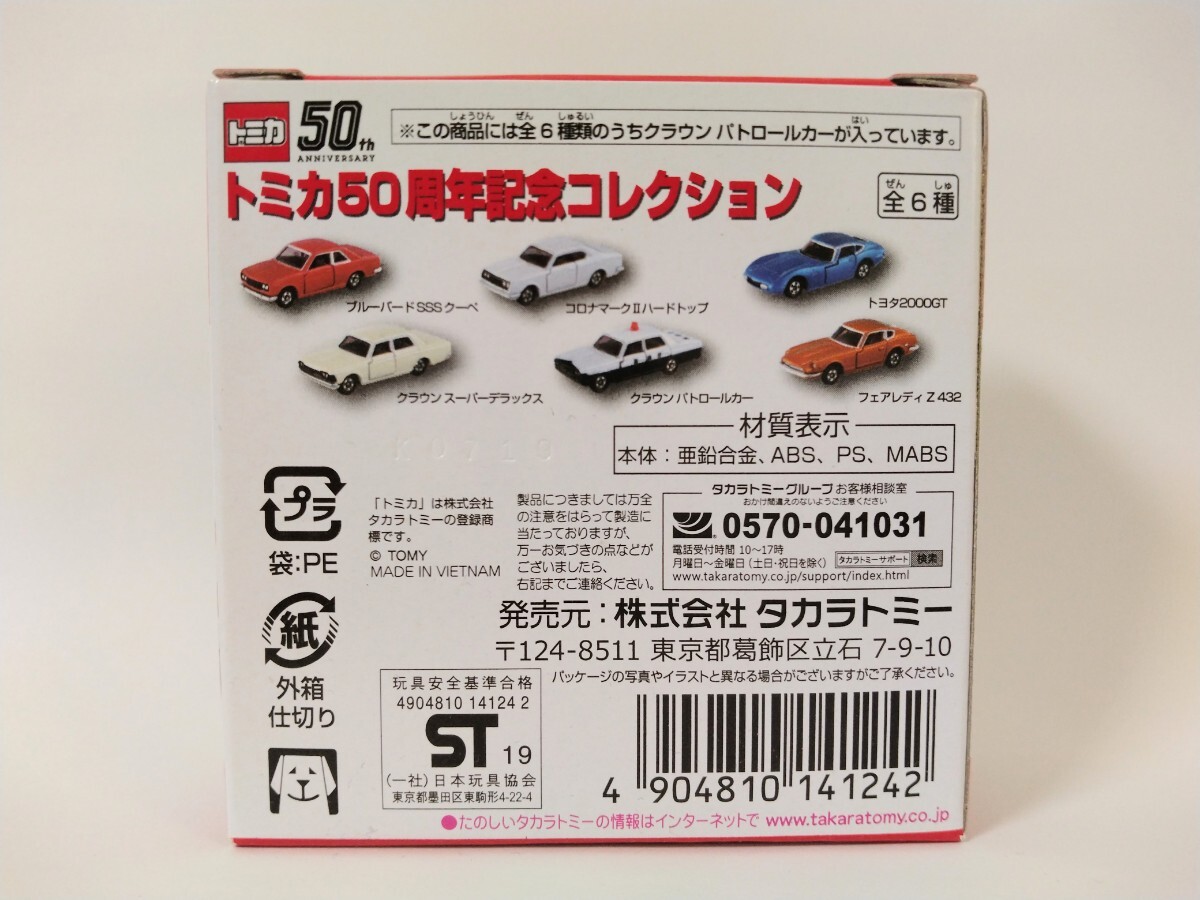 トミカ 50th
ANNIVERSARY
しょうひん ぜん しゅるい はい
※この商品には全6種類のうちクラウン パトロールカーが入っています。
トミカ50周年記念コレクション
ぜん しゅ
全6種
ブルーバードSSSクーペ
コロナマークIIハードトップ
トヨタ2000GT
クラウン スーパーデラックス
クラウン パトロールカー
フェアレディ Z 432
材質表示
本体：亜鉛合金、ABS、PS、MABS
プラ
袋:PE
紙
外箱
仕切り
「トミカ」は株式会社
タカラトミーの登録商
標です。
© TOMY
MADE IN VIETNAM
製品につきましては万全
の注意をはらって製造に
当たっておりますが、
万一お気づきの点などが
ございましたら、
右記までご連絡ください。
タカラトミーグループ お客様相談室
おかけ間違えのないようご注意ください
0570-041031
電話受付時間 10〜17時
月曜日〜金曜日（土日・祝日を除く）
タカラトミーサポート 検索
www.takaratomy.co.jp/support/index.html
発売元：株式会社 タカラトミー
〒124-8511 東京都葛飾区立石 7-9-10
パッケージの写真やイラストと異なる場合がございますがご了承ください。
玩具安全基準合格
4904810 14124 2
ST 19
(一社)日本玩具協会
東京都墨田区東駒形4-22-4
4 904810 141242
●たのしいタカラトミーの情報はインターネットで www.takaratomy.co.jp